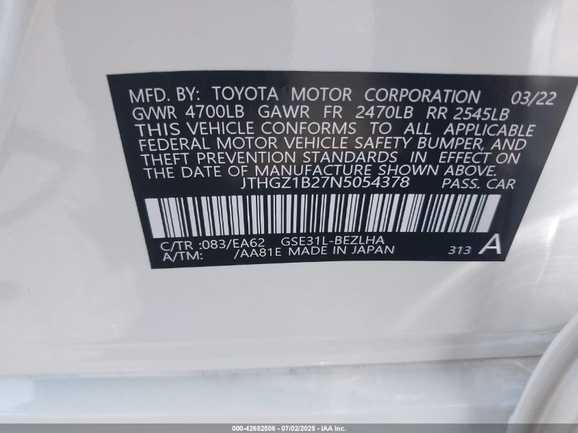 MFD. BY: TOYOTA MOTOR CORPORATION 03/22
GVWR 4700LB GAWR FR 2470LB RR 2545LB
THIS VEHICLE CONFORMS TO ALL APPLICABLE
FEDERAL MOTOR VEHICLE SAFETY, BUMPER, AND
THEFT PREVENTION STANDARDS IN EFFECT ON
THE DATE OF MANUFACTURE SHOWN ABOVE.
JTHGZ1B27N5054378 PASS. CAR
C/TR :083/EA62 GSE31L-BEZLHA
A/TM: /AA81E MADE IN JAPAN 313 A
000-42682506 - 07/02/2025 - IAA Inc.